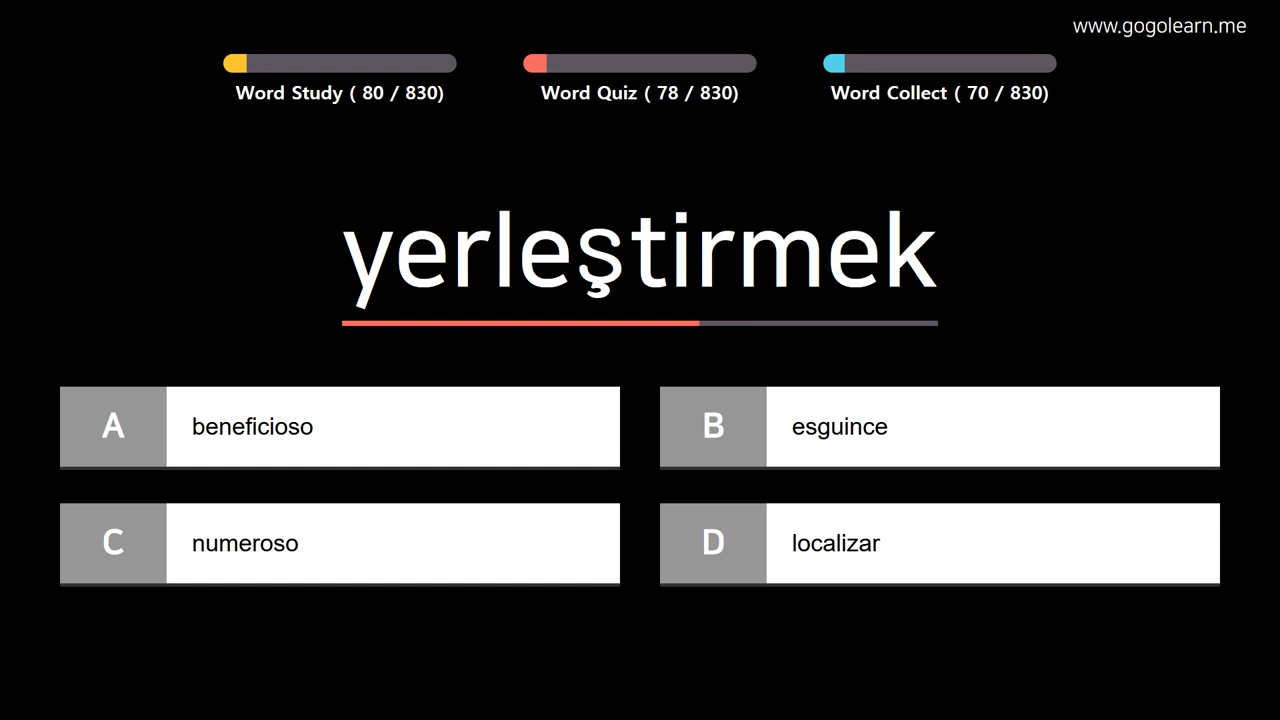 www.gogolearn.me
Word Study ( 80 / 830)
Word Quiz ( 78 / 830)
Word Collect ( 70 / 830)
yerleştirmek
A beneficioso
B esguince
C numeroso
D localizar